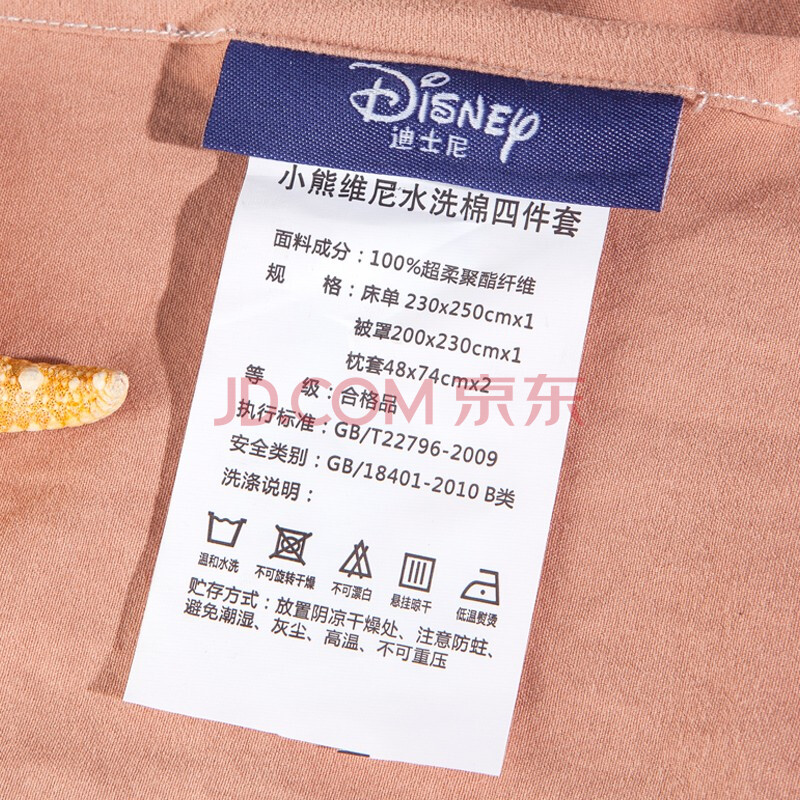 Disney
迪士尼
小熊维尼水洗棉四件套
面料成分：100%超柔聚酯纤维
规 格：床单 230x250cmx1
被罩200x230cmx1
枕套48x74cmx2
等 级：合格品
JD.COM 京东
执行标准：GB/T22796-2009
安全类别：GB/18401-2010 B类
洗涤说明：
温和水洗 不可旋转干燥 不可漂白 悬挂晾干 低温熨烫
贮存方式：放置阴凉干燥处、注意防蛀、
避免潮湿、灰尘、高温、不可重压